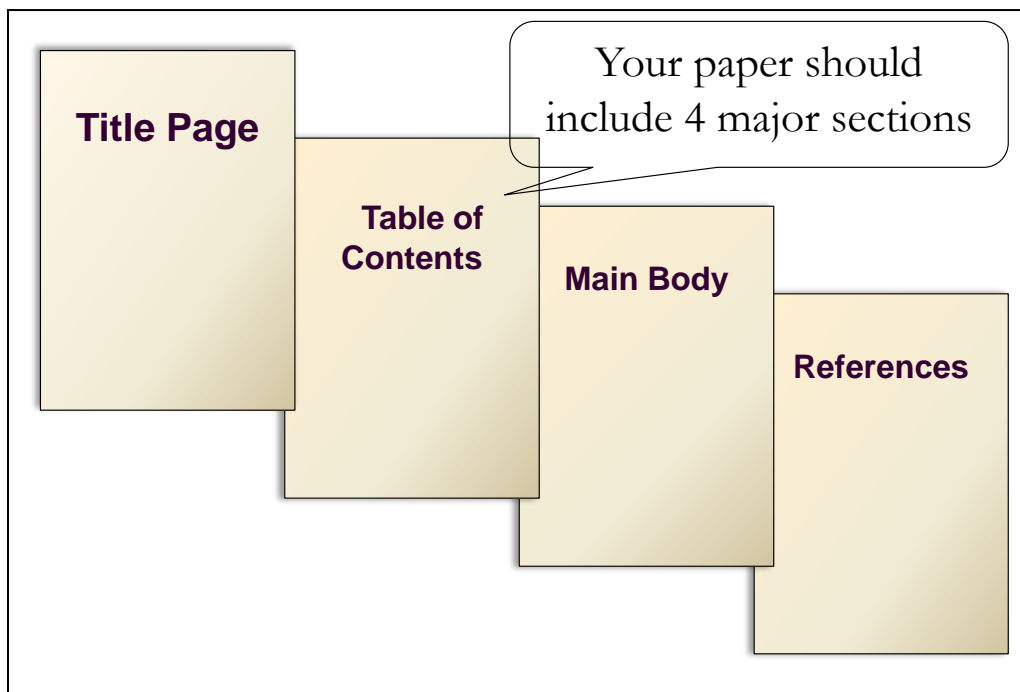 Your paper should
include 4 major sections
Title Page
Table of
Contents
Main Body
References